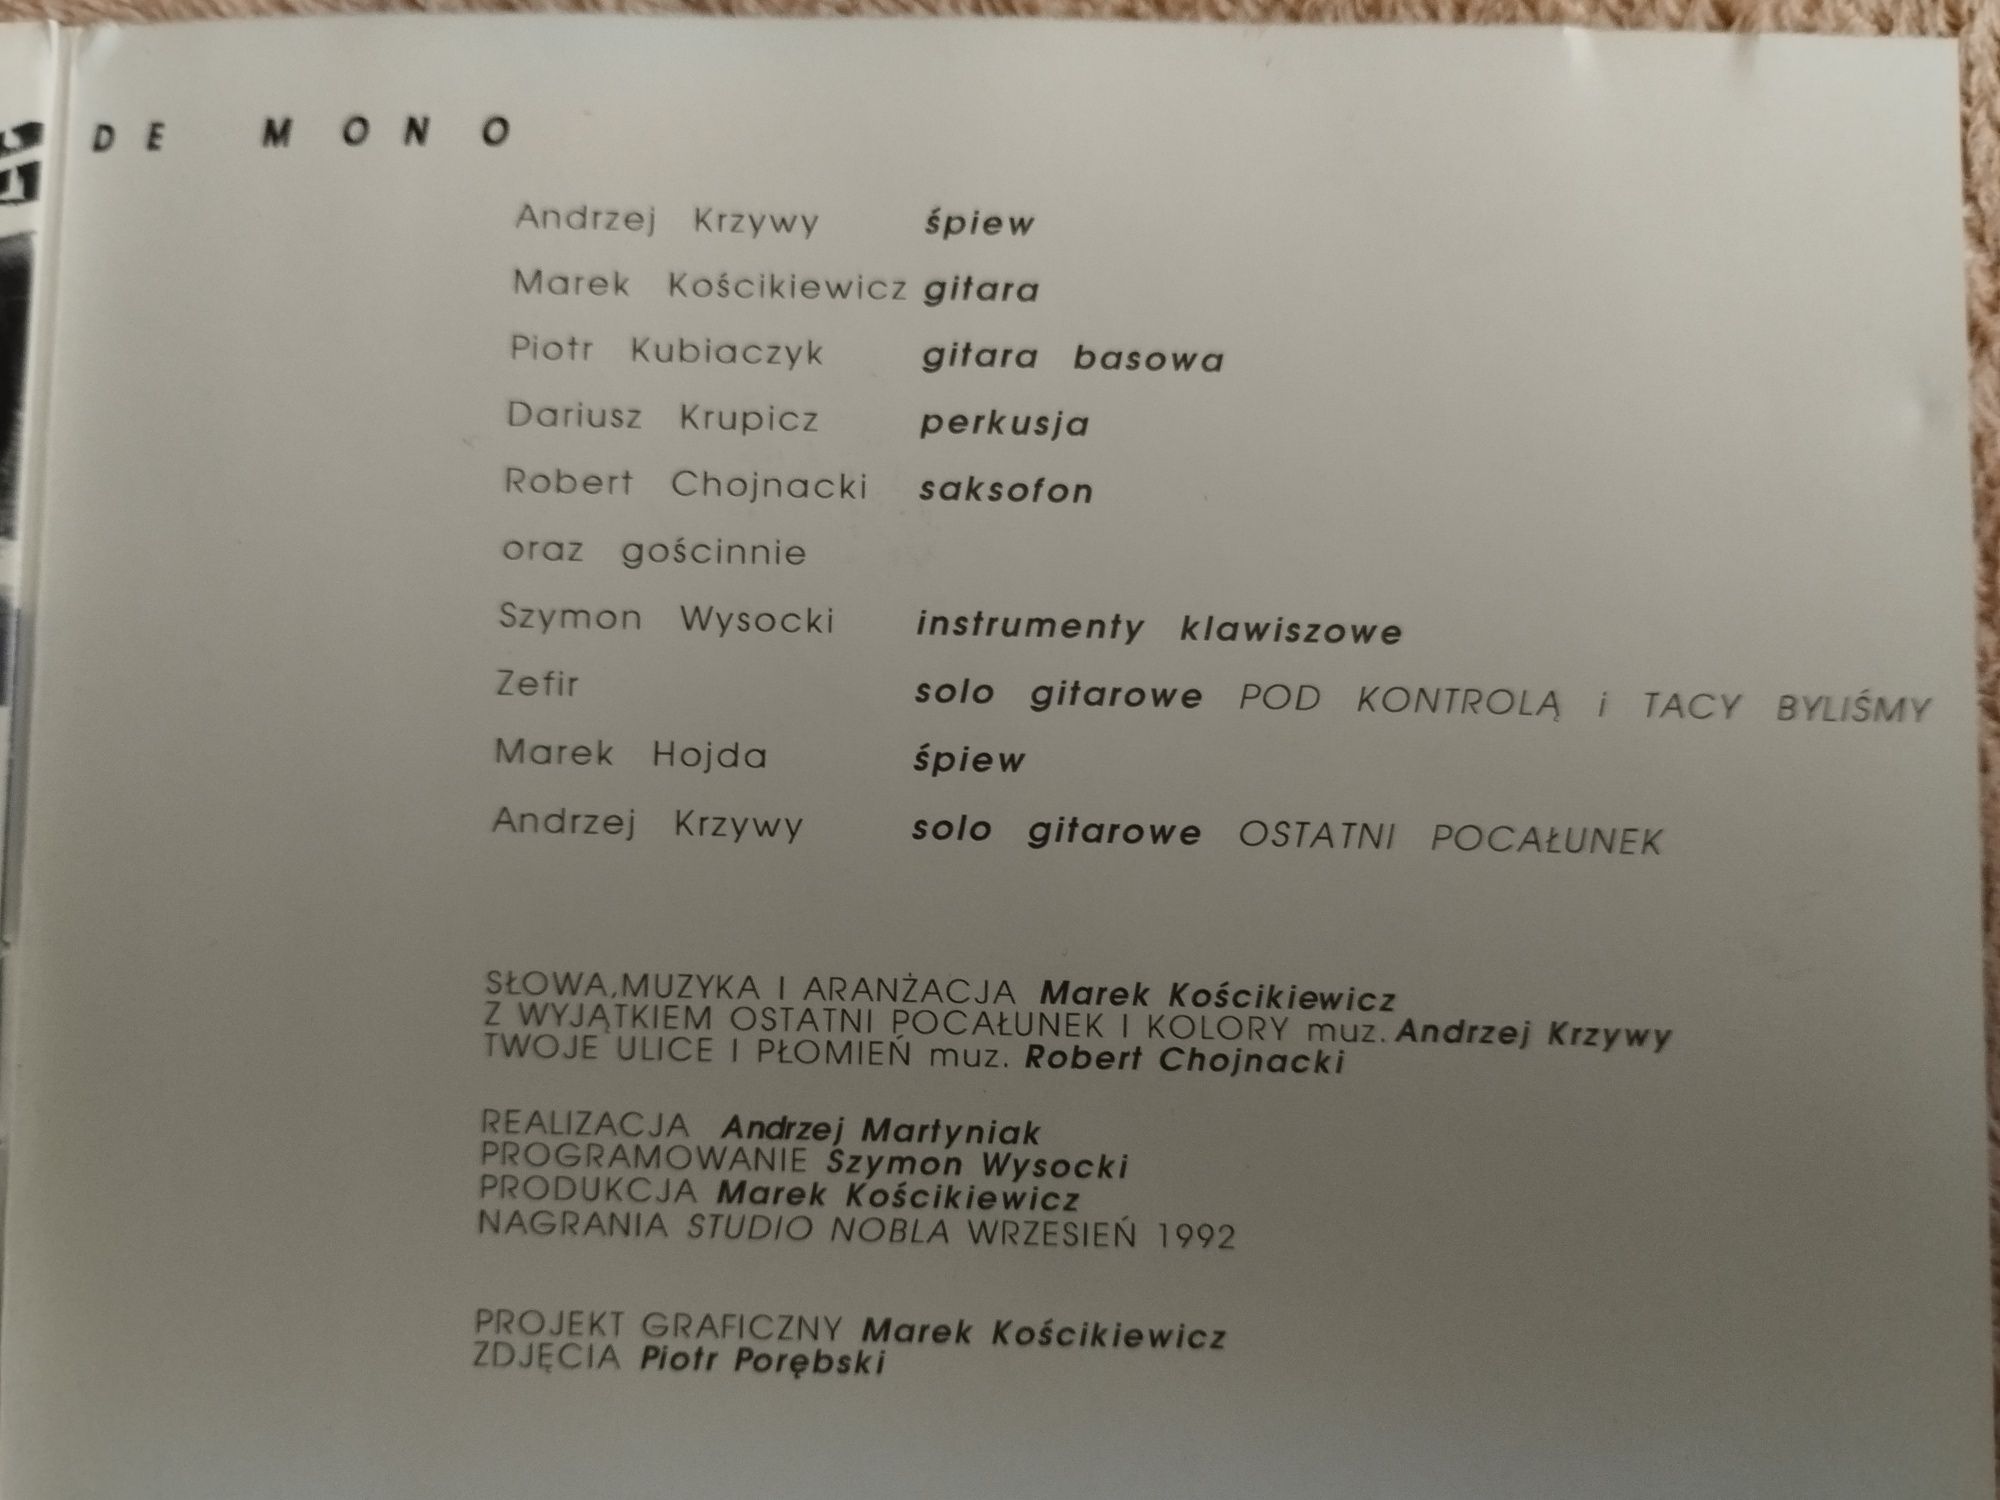 DE MONO
Andrzej Krzywy śpiew
Marek Kościkiewicz gitara
Piotr Kubiaczyk gitara basowa
Dariusz Krupicz perkusja
Robert Chojnacki saksofon
oraz gościnnie
Szymon Wysocki instrumenty klawiszowe
Zefir solo gitarowe POD KONTROLĄ i TACY BYLIŚMY
Marek Hojda śpiew
Andrzej Krzywy solo gitarowe OSTATNI POCAŁUNEK
SŁOWA,MUZYKA I ARANŻACJA Marek Kościkiewicz
Z WYJĄTKIEM OSTATNI POCAŁUNEK I KOLORY muz. Andrzej Krzywy
TWOJE ULICE I PŁOMIEŃ muz. Robert Chojnacki
REALIZACJA Andrzej Martyniak
PROGRAMOWANIE Szymon Wysocki
PRODUKCJA Marek Kościkiewicz
NAGRANIA STUDIO NOBLA WRZESIEŃ 1992
PROJEKT GRAFICZNY Marek Kościkiewicz
ZDJĘCIA Piotr Porębski